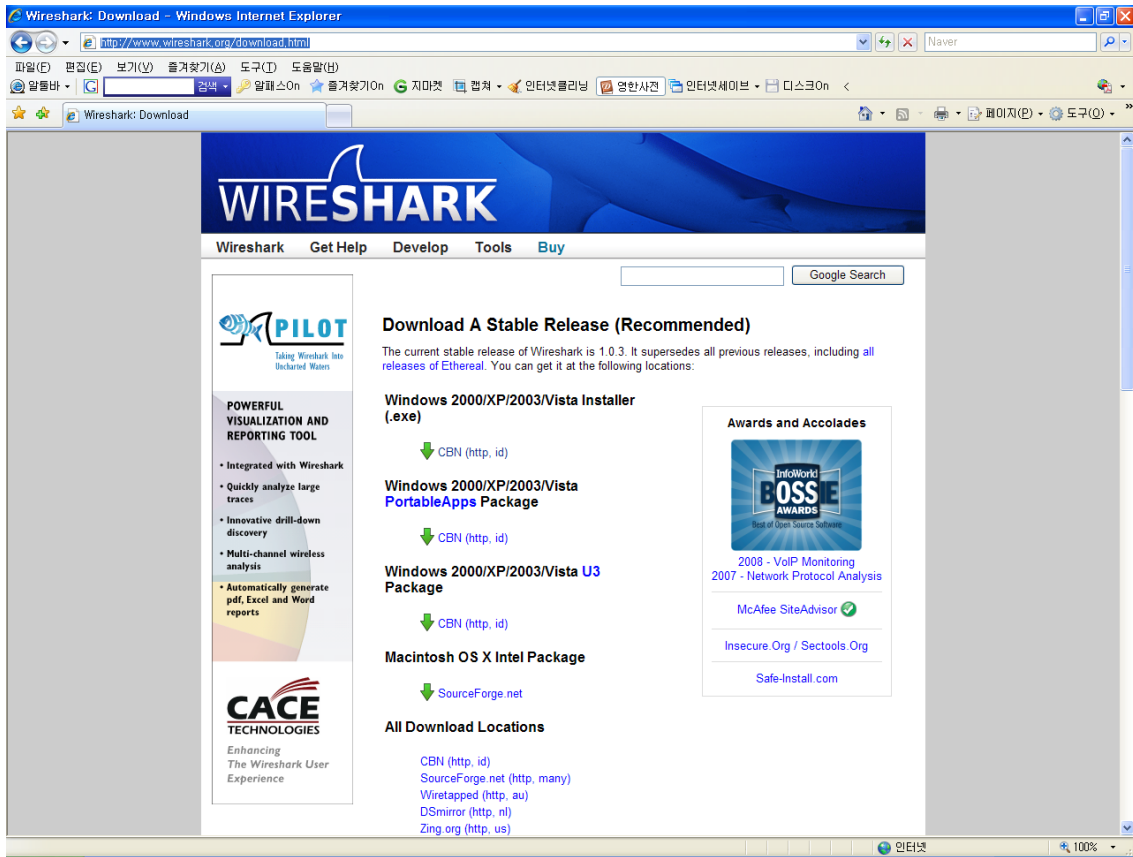 Wireshark: Download - Windows Internet Explorer
http://www.wireshark.org/download.html
Naver
파일(F) 편집(E) 보기(V) 즐겨찾기(A) 도구(T) 도움말(H)
알툴바 검색 알패스On 즐겨찾기On G마켓 캡쳐 인터넷클리닝 영한사전 인터넷세이브 디스크On
Wireshark: Download
페이지(P) 도구(O)
WIRESHARK
Wireshark Get Help Develop Tools Buy
Google Search
PILOT
Taking Wireshark Into
Uncharted Waters
POWERFUL
VISUALIZATION AND
REPORTING TOOL
• Integrated with Wireshark
• Quickly analyze large
traces
• Innovative drill-down
discovery
• Multi-channel wireless
analysis
• Automatically generate
pdf, Excel and Word
reports
CACE
TECHNOLOGIES
Enhancing
The Wireshark User
Experience
Download A Stable Release (Recommended)
The current stable release of Wireshark is 1.0.3. It supersedes all previous releases, including all
releases of Ethereal. You can get it at the following locations:
Windows 2000/XP/2003/Vista Installer
(.exe)
CBN (http, id)
Windows 2000/XP/2003/Vista
PortableApps Package
CBN (http, id)
Windows 2000/XP/2003/Vista U3
Package
CBN (http, id)
Macintosh OS X Intel Package
SourceForge.net
All Download Locations
CBN (http, id)
SourceForge.net (http, many)
Wiretapped (http, au)
DSmirror (http, nl)
Zing.org (http, us)
Awards and Accolades
InfoWorld
BOSSIE
AWARDS
Best of Open Source Software
2008 - VoIP Monitoring
2007 - Network Protocol Analysis
McAfee SiteAdvisor
Insecure.Org / Sectools.Org
Safe-Install.com
인터넷
100%